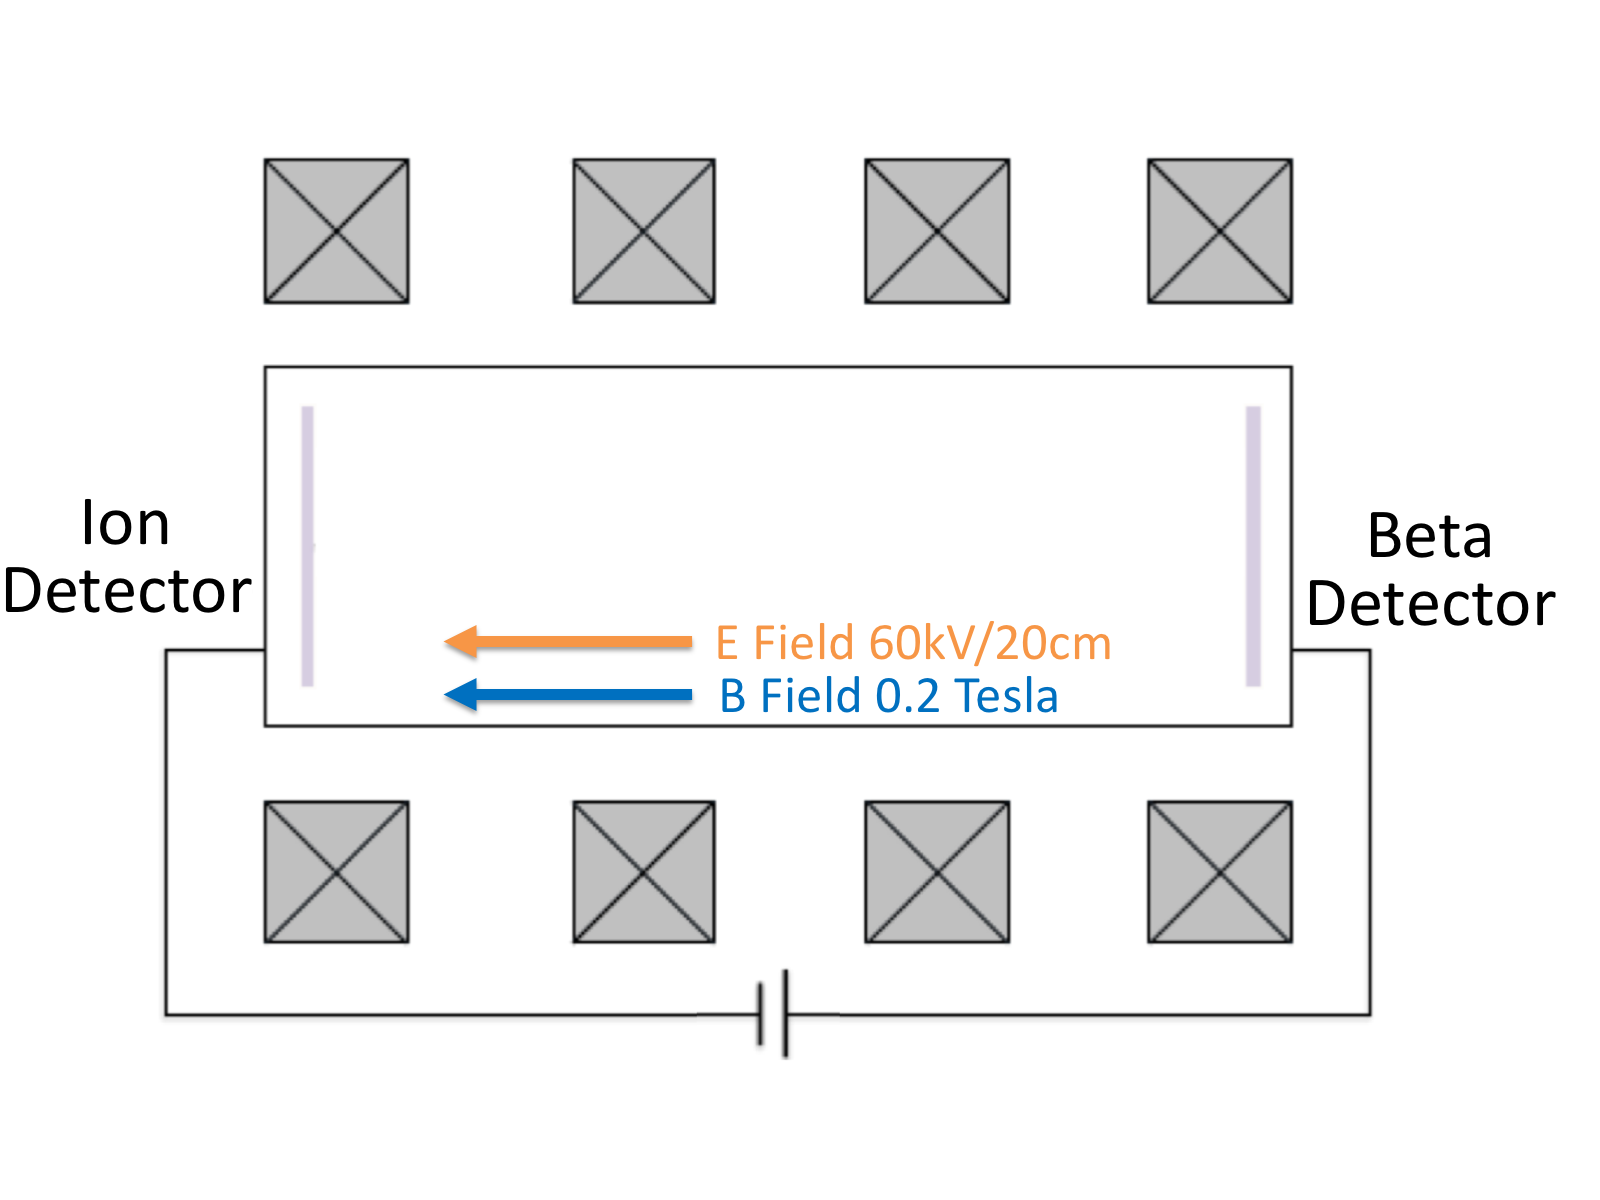 Ion
Detector
Beta
Detector
E Field 60kV/20cm
B Field 0.2 Tesla